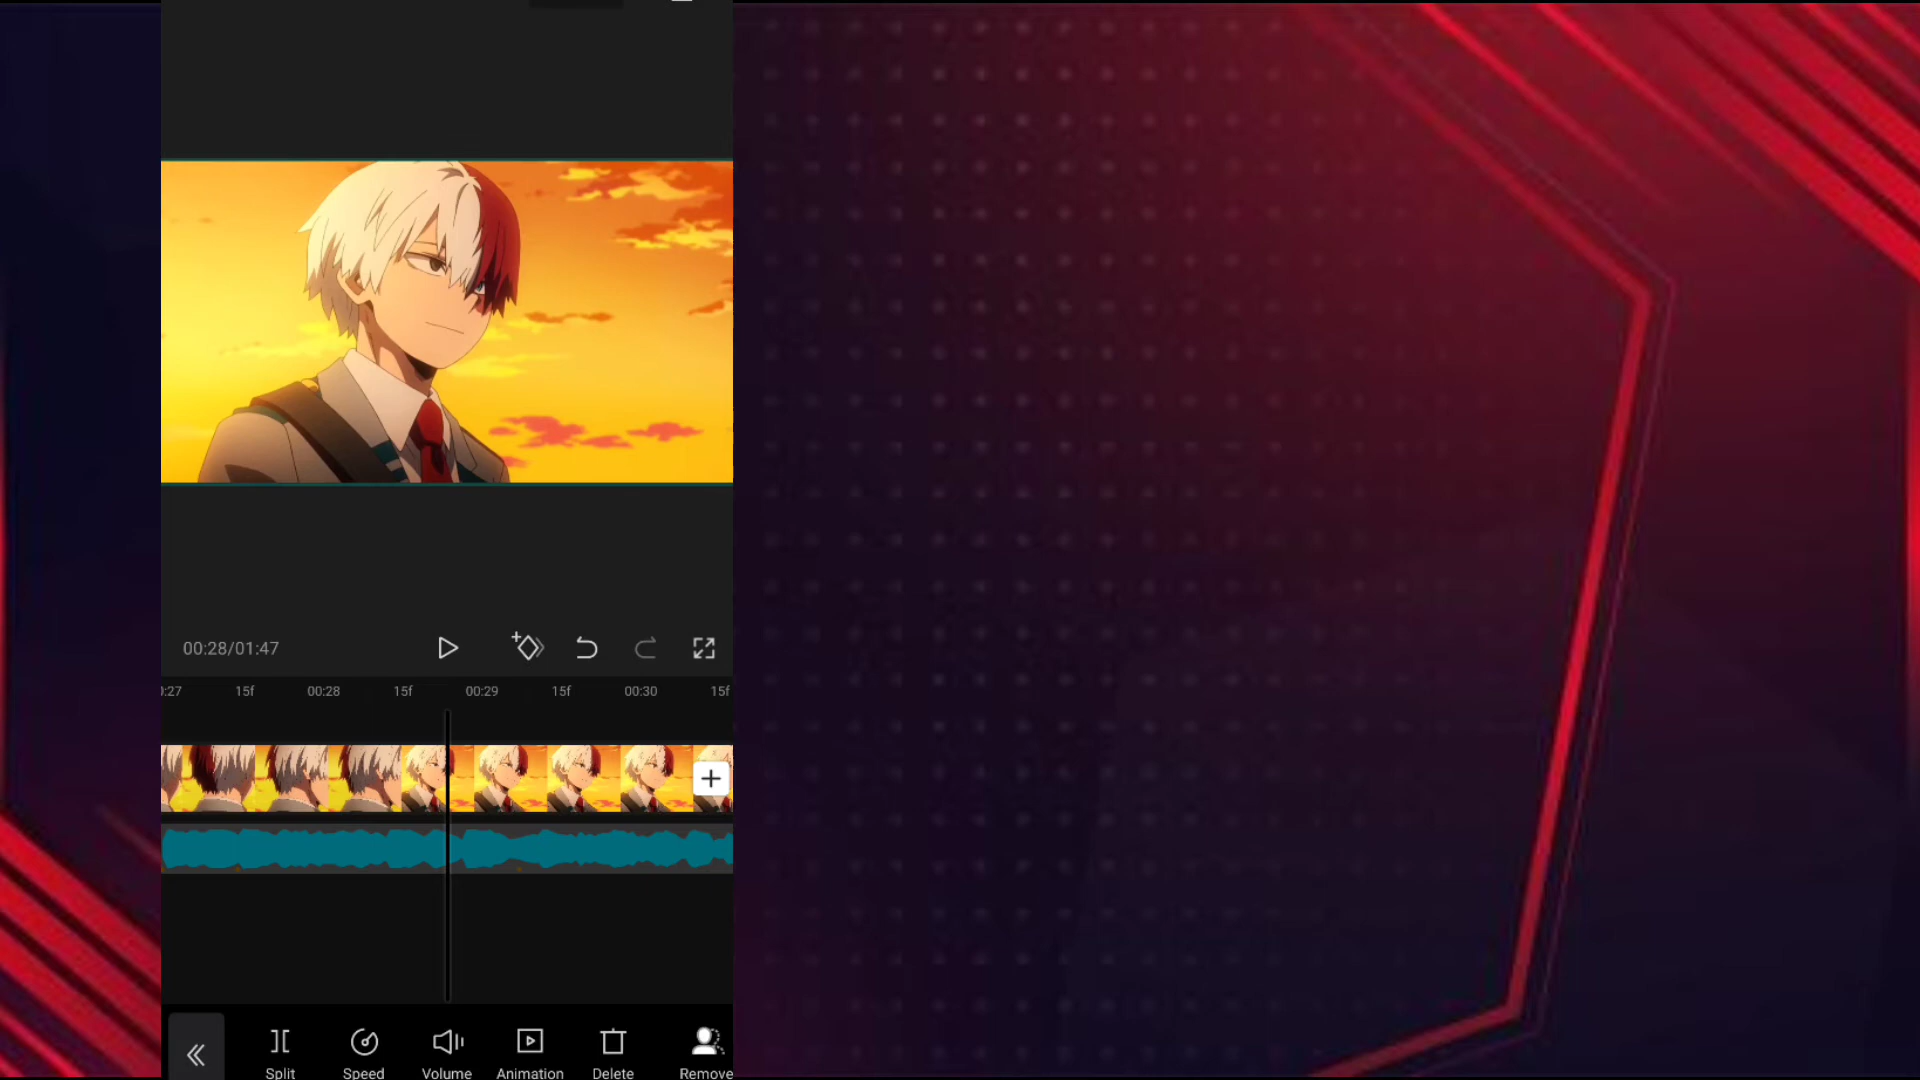 00:28/01:47
0:27 15f 00:28 15f 00:29 15f 00:30 15f
Split Speed Volume Animation Delete Remove